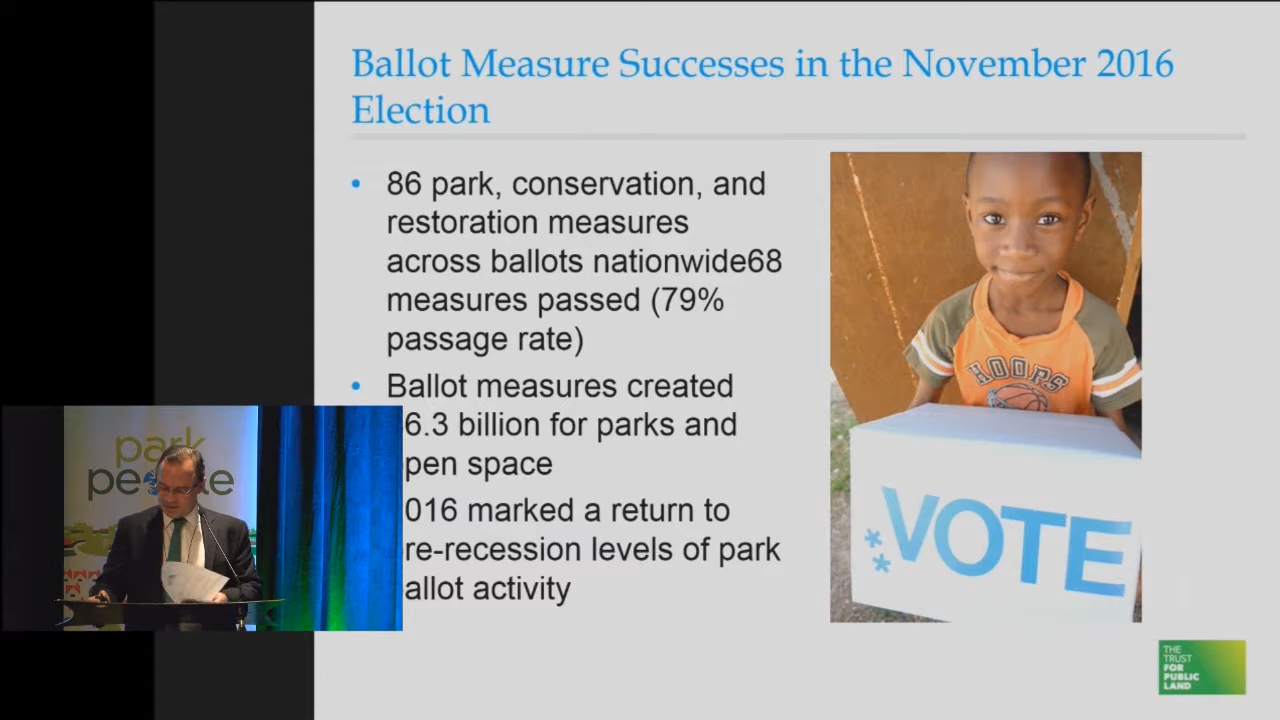 Ballot Measure Successes in the November 2016
Election
• 86 park, conservation, and
restoration measures
across ballots nationwide68
measures passed (79%
passage rate)
• Ballot measures created
6.3 billion for parks and
pen space
016 marked a return to
re-recession levels of park
allot activity
park
people
HOOPS
VOTE
THE
TRUST
FOR
PUBLIC
LAND